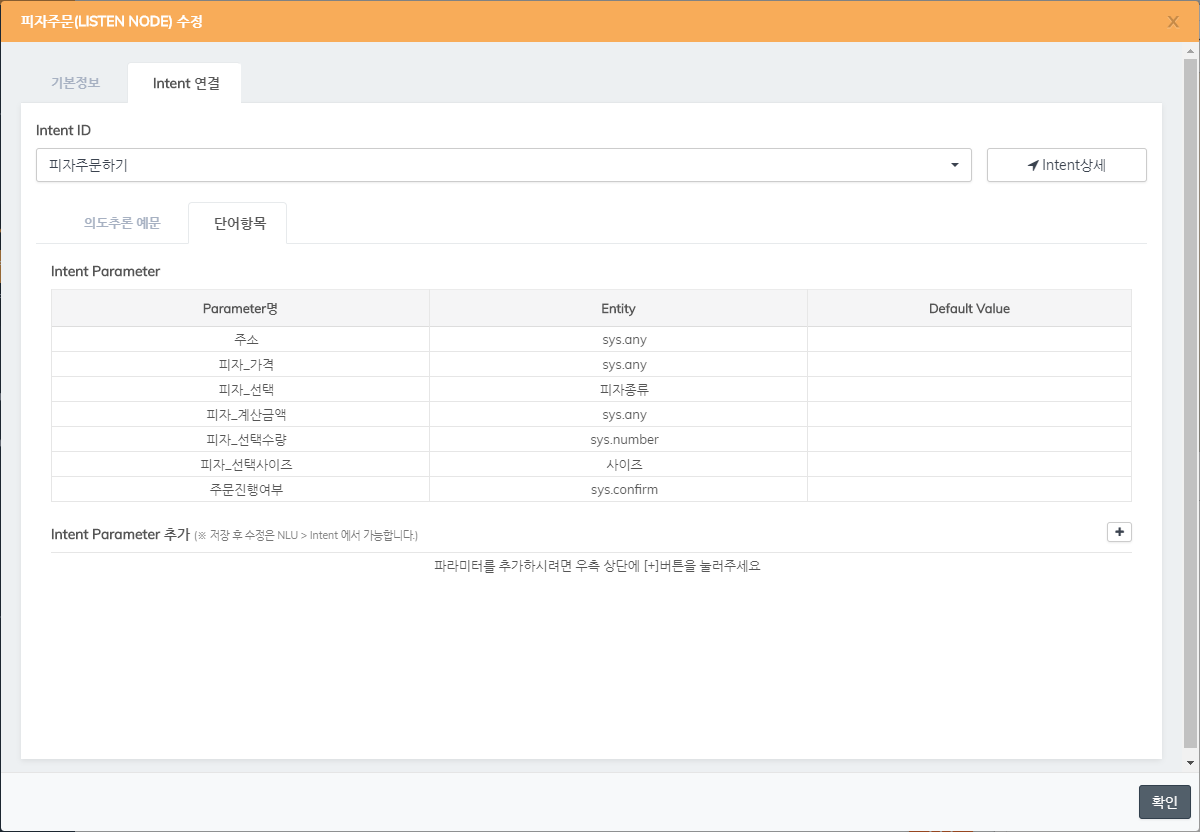 피자주문(LISTEN NODE) 수정
X
기본정보 Intent 연결
Intent ID
피자주문하기 Intent상세
의도추론 예문 단어항목
Intent Parameter
Parameter명 Entity Default Value
주소 sys.any
피자_가격 sys.any
피자_선택 피자종류
피자_계산금액 sys.any
피자_선택수량 sys.number
피자_선택사이즈 사이즈
주문진행여부 sys.confirm
Intent Parameter 추가 (※ 저장 후 수정은 NLU > Intent 에서 가능합니다.)
파라미터를 추가하시려면 우측 상단에 [+]버튼을 눌러주세요
확인